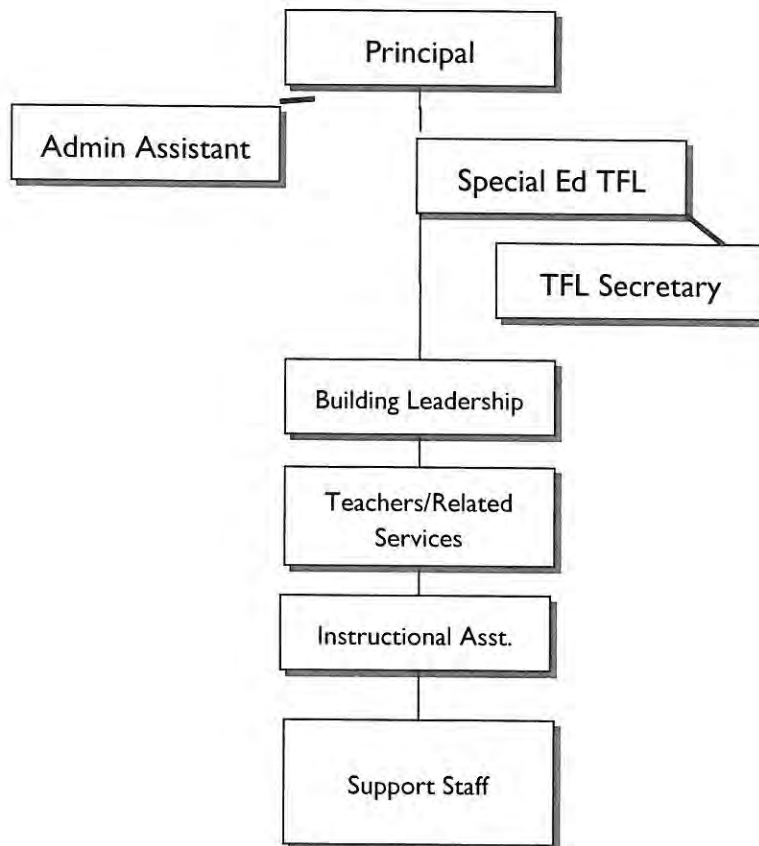 Principal
Admin Assistant
Special Ed TFL
TFL Secretary
Building Leadership
Teachers/Related
Services
Instructional Asst.
Support Staff